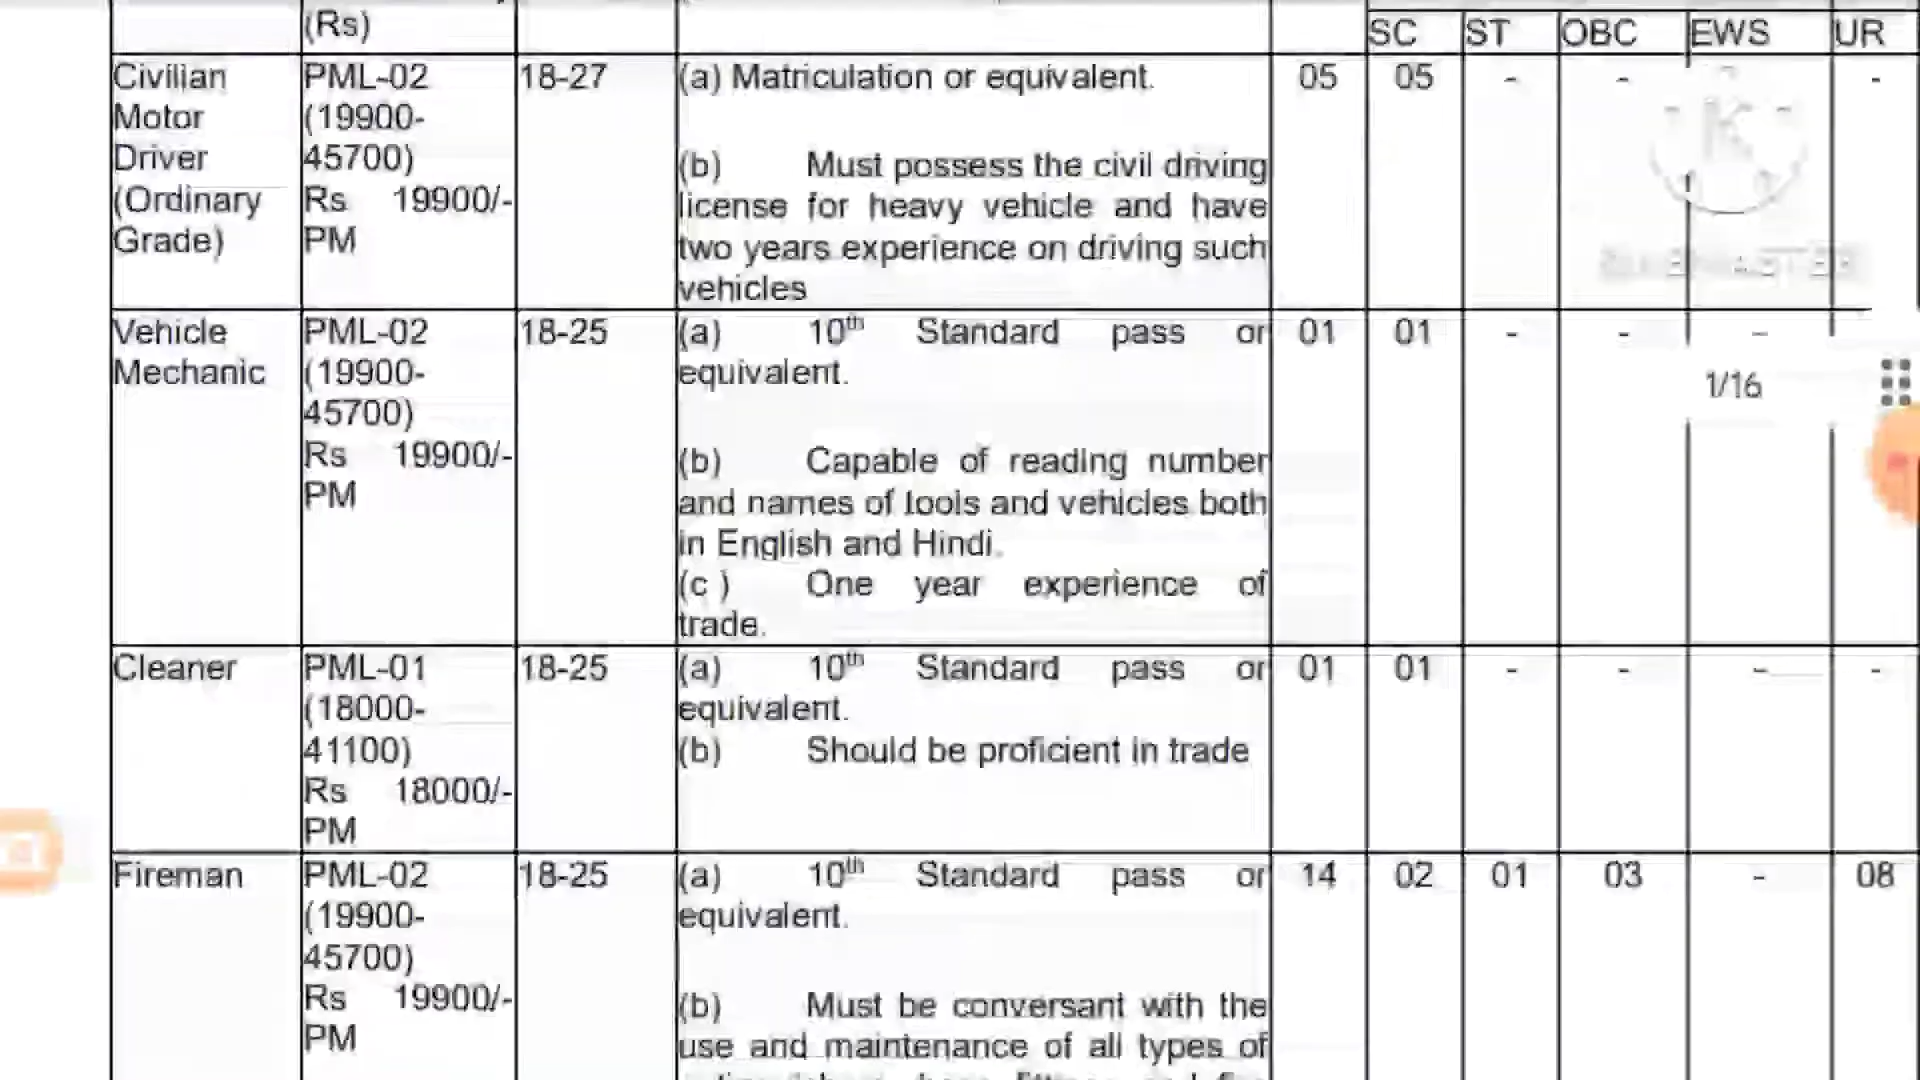 (Rs)
SC ST OBC EWS UR
Civilian Motor Driver (Ordinary Grade)
PML-02 (19900-45700) Rs 19900/- PM
18-27
(a) Matriculation or equivalent.
(b) Must possess the civil driving
license for heavy vehicle and have
two years experience on driving such
vehicles
05 05 - - - -
Vehicle Mechanic
PML-02 (19900-45700) Rs 19900/- PM
18-25
(a) 10th Standard pass or
equivalent.
(b) Capable of reading number
and names of tools and vehicles both
in English and Hindi.
(c ) One year experience of
trade.
01 01 - - -
1/16
Cleaner
PML-01 (18000-41100) Rs 18000/- PM
18-25
(a) 10th Standard pass or
equivalent.
(b) Should be proficient in trade
01 01 - - - -
Fireman
PML-02 (19900-45700) Rs 19900/- PM
18-25
(a) 10th Standard pass or
equivalent.
(b) Must be conversant with the
use and maintenance of all types of
14 02 01 03 - 08